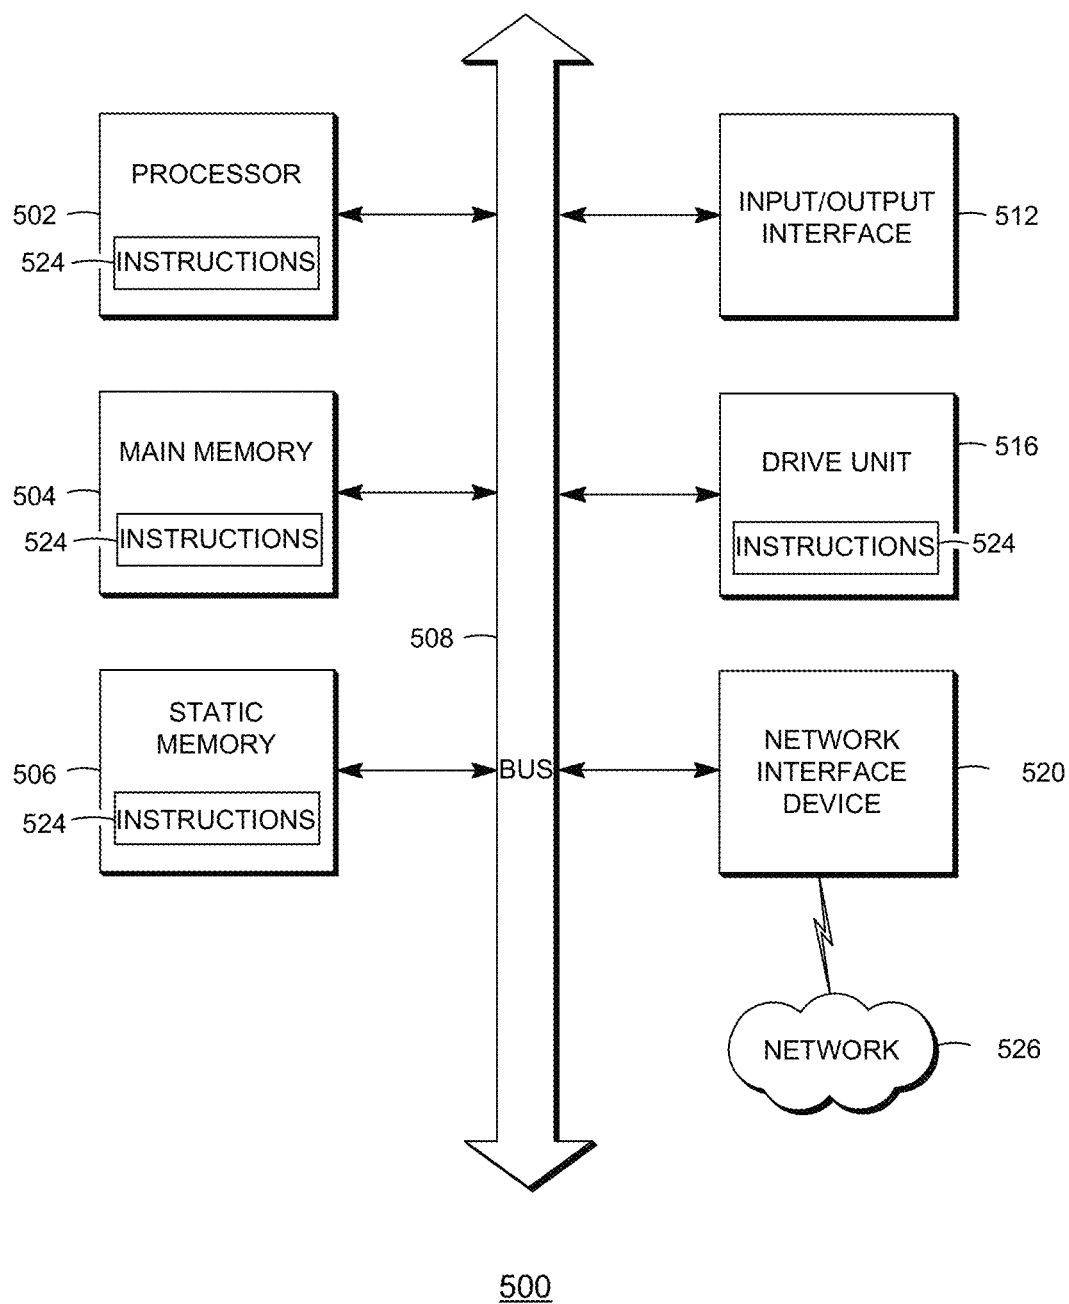 PROCESSOR
502
524
INSTRUCTIONS
INPUT/OUTPUT
INTERFACE
512
MAIN MEMORY
504
524
INSTRUCTIONS
DRIVE UNIT
516
INSTRUCTIONS
524
508
BUS
STATIC
MEMORY
506
524
INSTRUCTIONS
NETWORK
INTERFACE
DEVICE
520
NETWORK
526
500